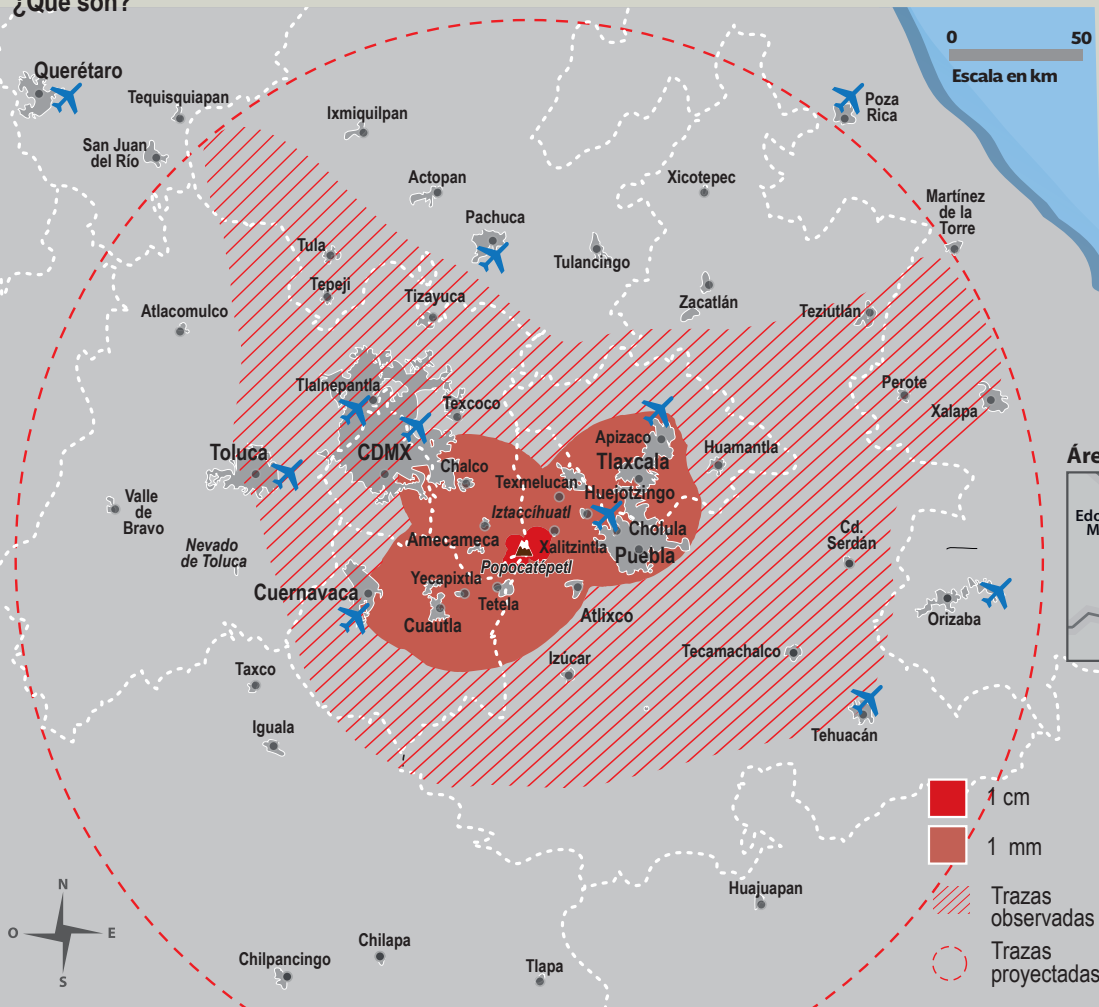 ¿Qué son?
0 50
Escala en km
Querétaro
Tequisquiapan
Ixmiquilpan
Poza
Rica
San Juan
del Río
Actopan
Xicotepec
Martínez
de la
Torre
Pachuca
Tula
Tulancingo
Tepeji
Tizayuca
Zacatlán
Teziutlán
Atlacomulco
Tlalnepantla
Texcoco
Perote
Xalapa
Apizaco
Huamantla
Toluca
CDMX
Chalco
Tlaxcala
Texmelucan
Huejotzingo
Valle
de
Bravo
Iztaccíhuatl
Cholula
Cd.
Serdán
Nevado
de Toluca
Amecameca
Xalitzintla
Puebla
Popocatépetl
Cuernavaca
Yecapixtla
Tetela
Atlixco
Orizaba
Cuautla
Izúcar
Tecamachalco
Taxco
Iguala
Tehuacán
Huajuapan
Chilapa
Chilpancingo
Tlapa
N
O E
S
Áre
Edo
M
1 cm
1 mm
Trazas
observadas
Trazas
proyectadas